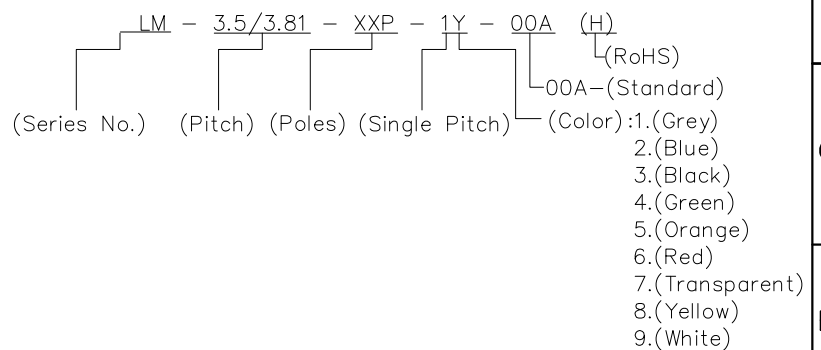 LM - 3.5/3.81 - XXP - 1Y - 00A (H)
(RoHS)
00A-(Standard)
(Series No.) (Pitch) (Poles) (Single Pitch) (Color):1.(Grey)
2.(Blue)
3.(Black)
4.(Green)
5.(Orange)
6.(Red)
7.(Transparent)
8.(Yellow)
9.(White)